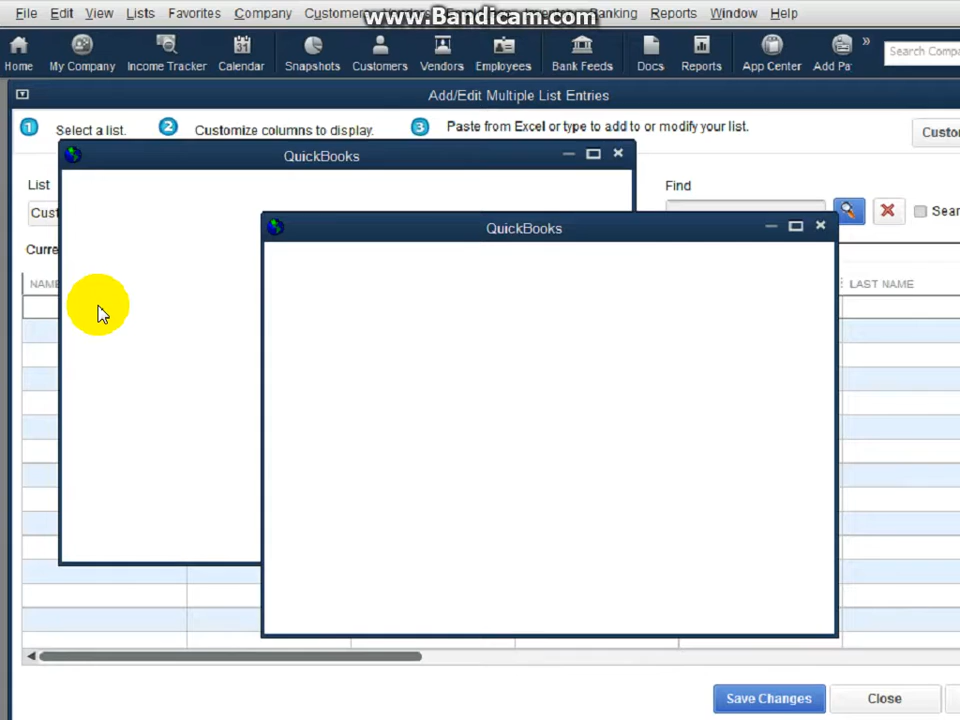 File Edit View Lists Favorites Company Banking Reports Window Help
www.Bandicam.com
Home My Company Income Tracker Calendar Snapshots Customers Vendors Employees Bank Feeds Docs Reports App Center Add Pa »
Search Compa
Add/Edit Multiple List Entries
1 Select a list. 2 Customize columns to display. 3 Paste from Excel or type to add to or modify your list.
Custo
QuickBooks
List
Find
Cust
Sear
QuickBooks
Curre
NAME
LAST NAME
Save Changes Close